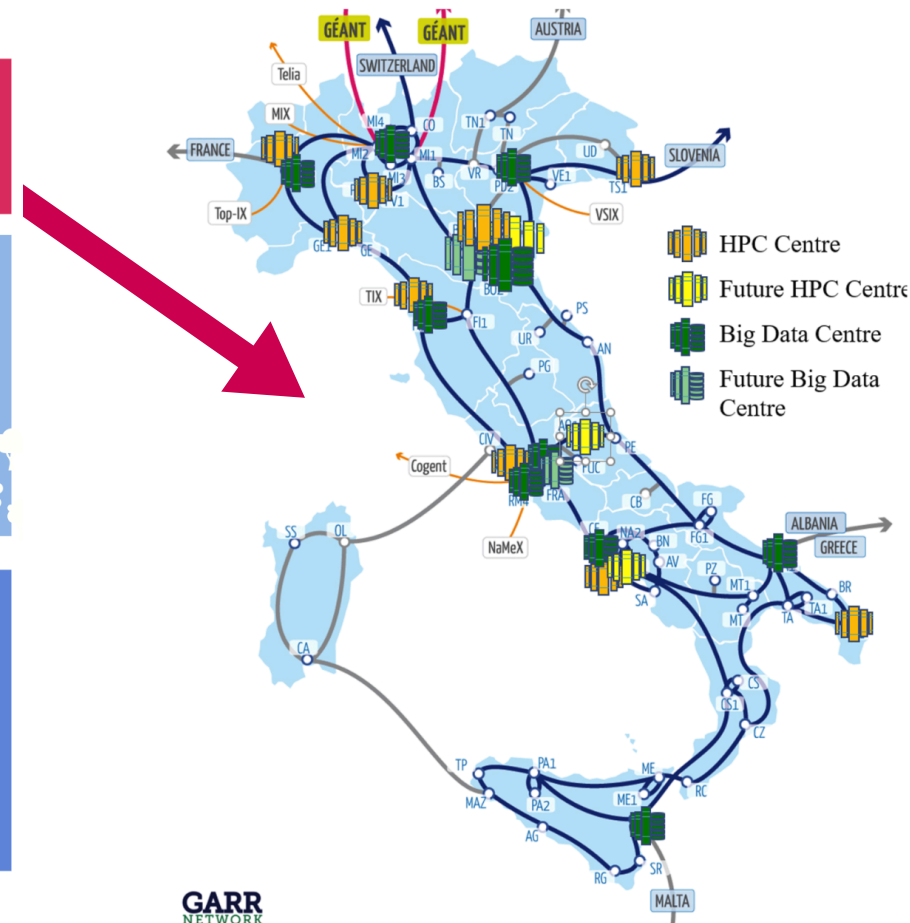 GÉANT
GÉANT
AUSTRIA
SWITZERLAND
Telia
MIX
MI4
CO
TN1
TN
FRANCE
MI2
MI1
UD
SLOVENIA
BS
VR
PD2
VE1
TS1
MI3
V1
Top-IX
VSIX
GE1
GE
HPC Centre
Future HPC Centre
TIX
PS
FI1
UR
AN
Big Data Centre
PG
Future Big Data
Centre
CIV
PE
Cogent
RM4
FRA
CB
FG
FG1
ALBANIA
GREECE
SS
OL
NaMeX
CE
NA2
BN
AV
PZ
MT1
BR
SA
MT
TA
TA1
CA
CS
CS1
CZ
TP
PA1
ME
MAZ
PA2
ME1
RC
AG
RG
SR
MALTA
GARR
NETWORK